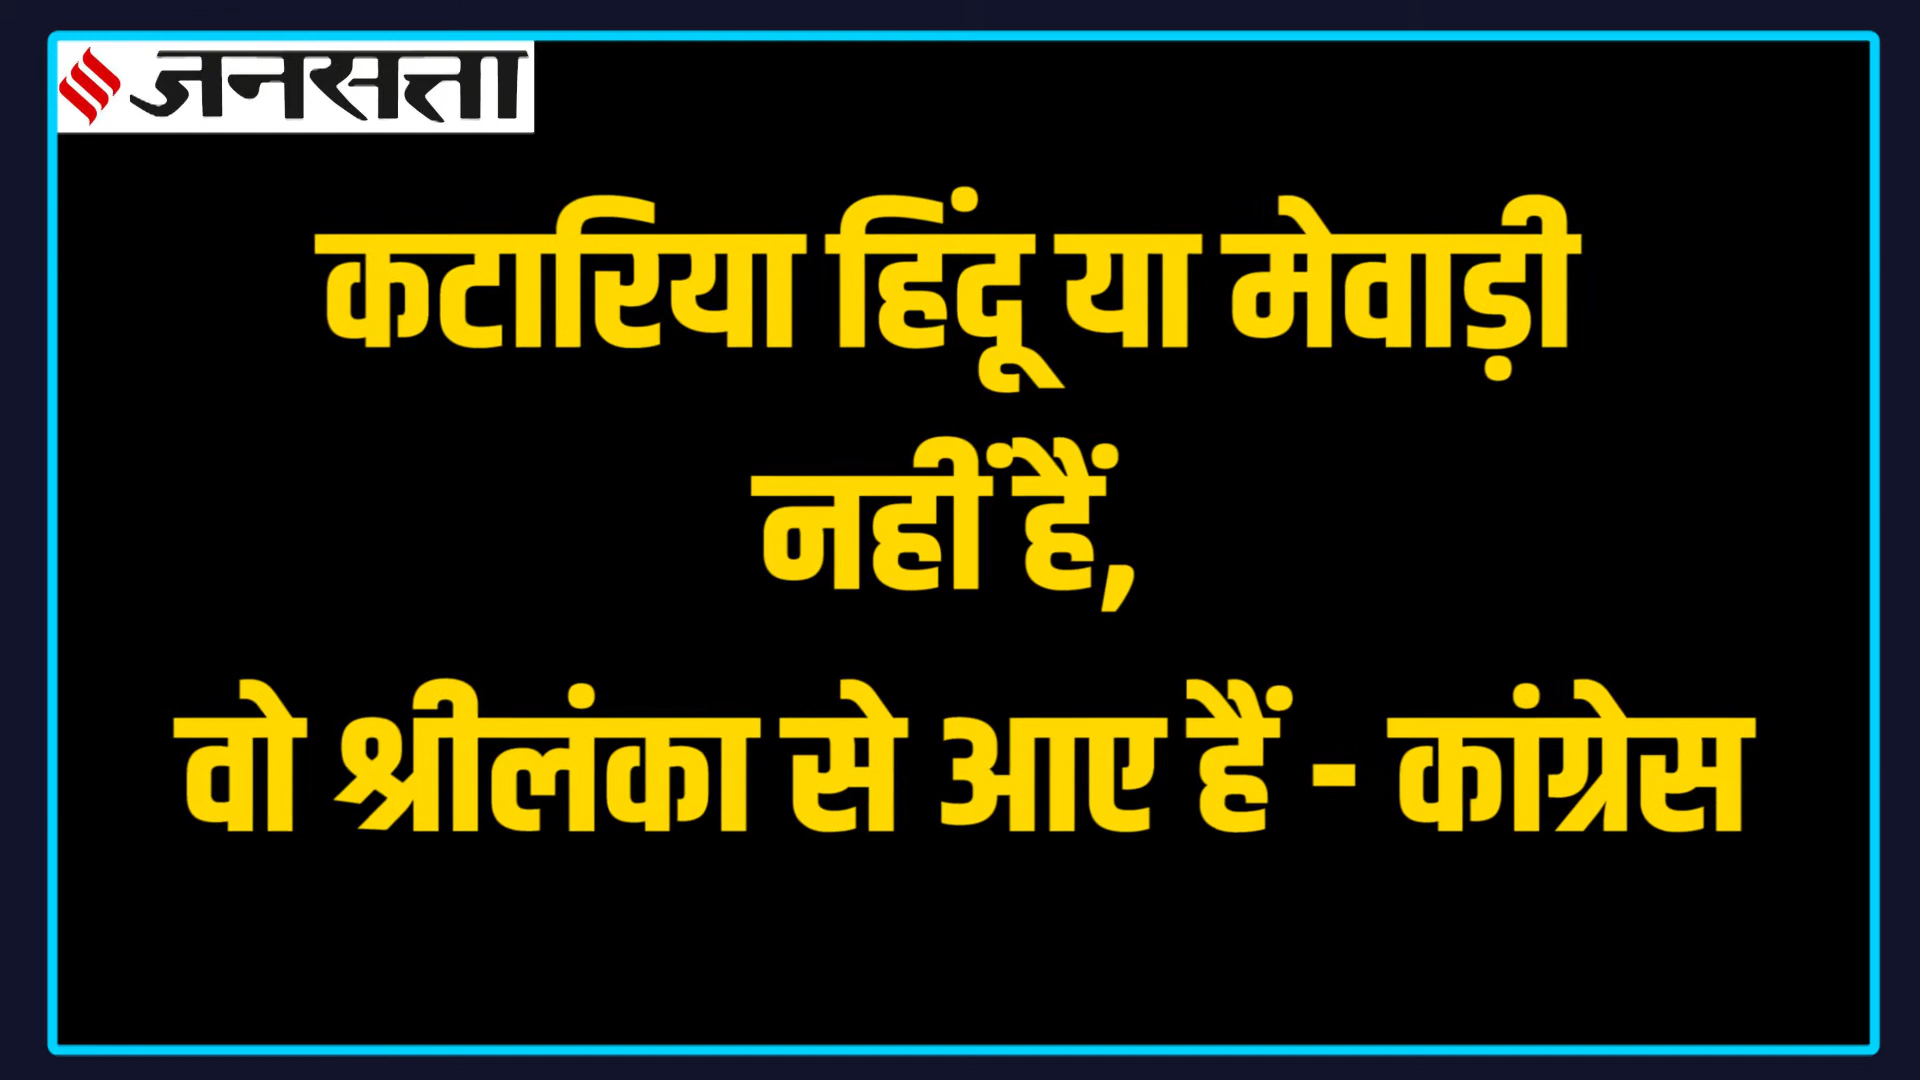 जनसत्ता
कटारिया हिंदू या मेवाड़ी
नहीं हैं,
वो श्रीलंका से आए हैं - कांग्रेस